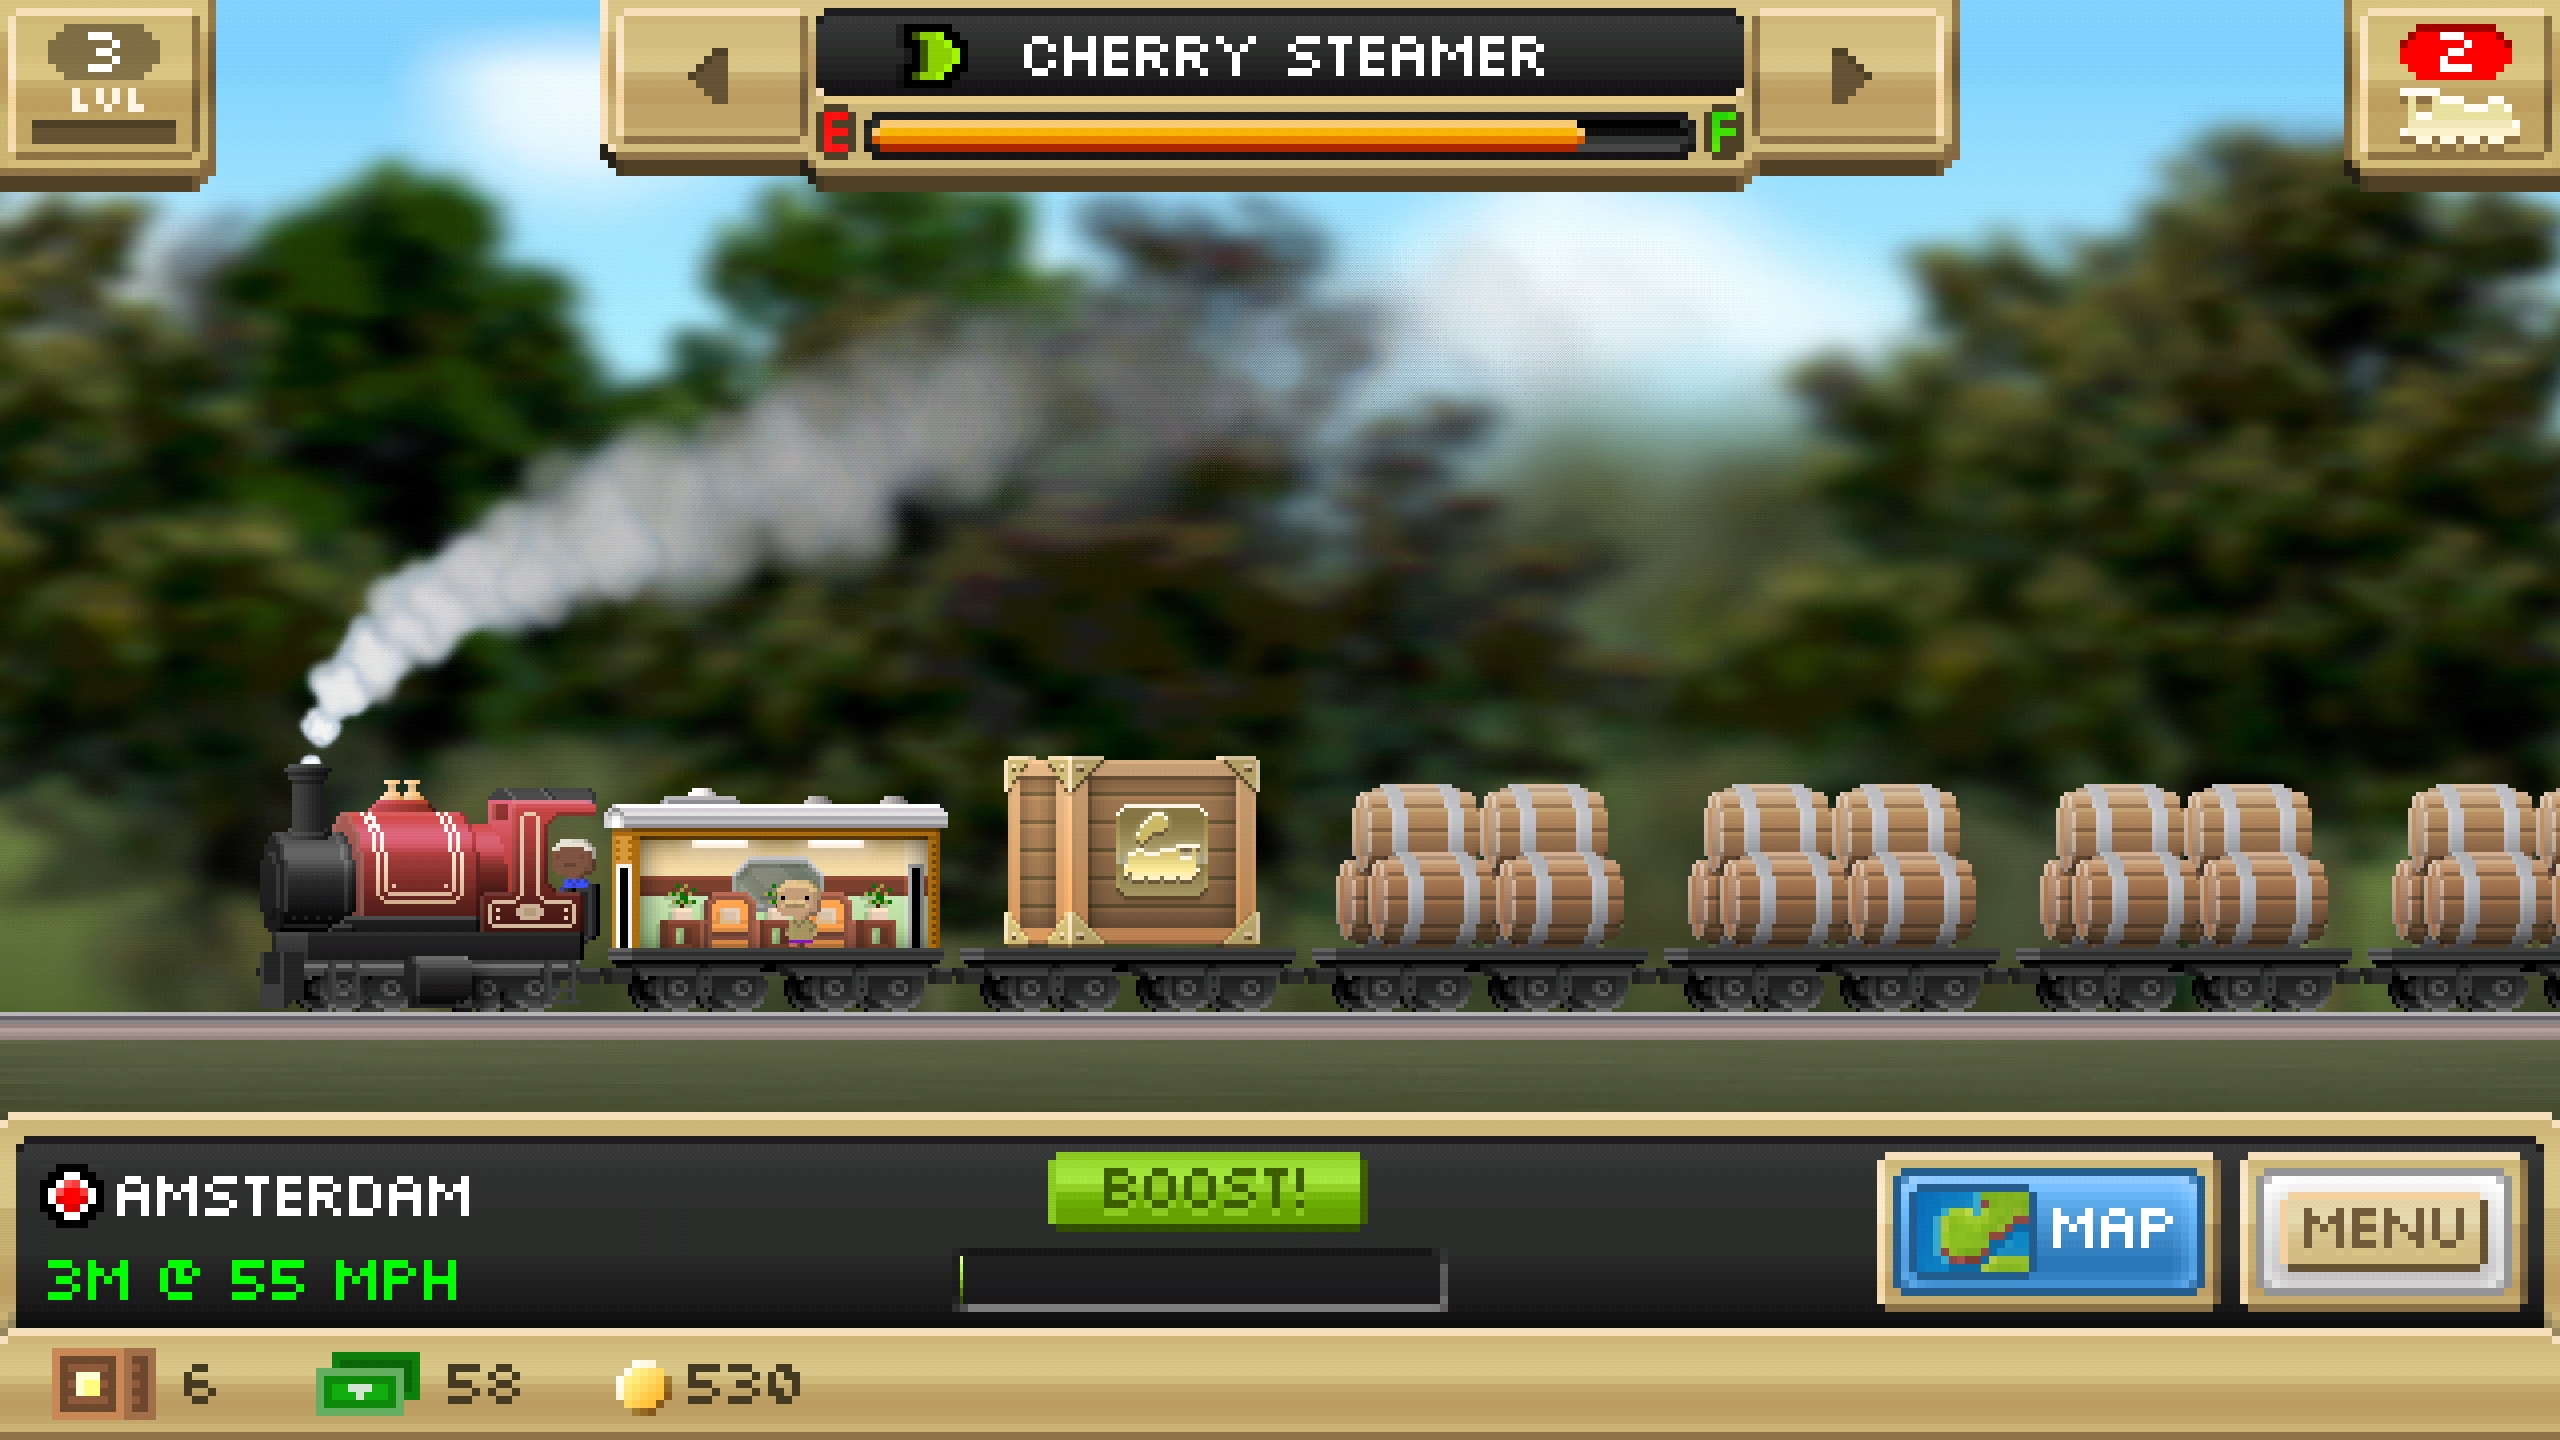 3
LVL
CHERRY STEAMER
E
F
2
AMSTERDAM
BOOST!
3M @ 55 MPH
MAP
MENU
6
58
530